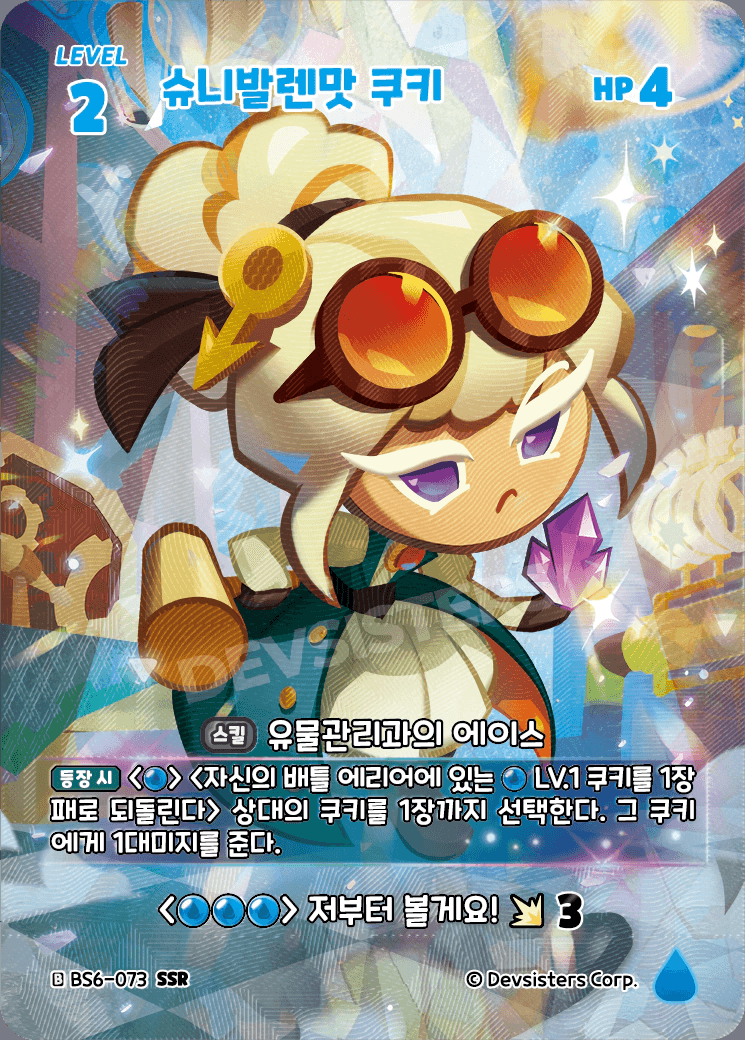 LEVEL
2 슈니발렌맛 쿠키 HP 4
DEVSISTERS
스킬 유물관리과의 에이스
등장 시 < > <자신의 배틀 에리어에 있는 LV.1 쿠키를 1장
패로 되돌린다> 상대의 쿠키를 1장까지 선택한다. 그 쿠키
에게 1대미지를 준다.
< > 저부터 볼게요! 3
B BS6-073 SSR © Devsisters Corp.